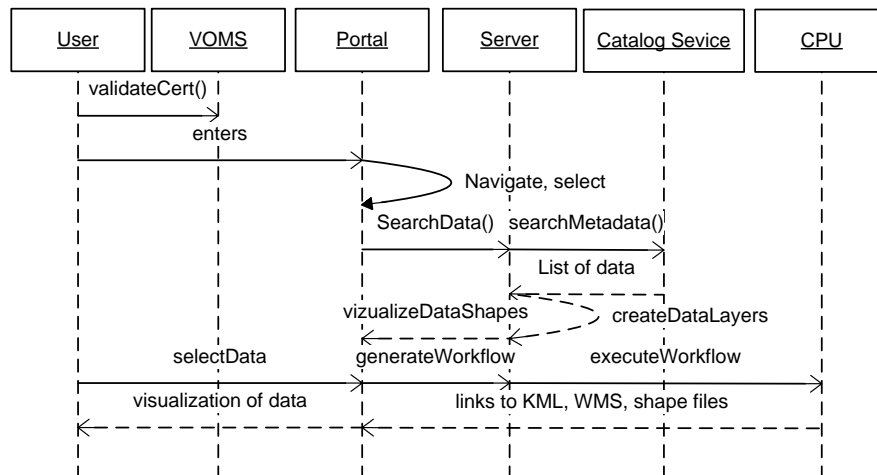 User
VOMS
Portal
Server
Catalog Sevice
CPU
validateCert()
enters
Navigate, select
SearchData()
searchMetadata()
List of data
vizualizeDataShapes
createDataLayers
selectData
generateWorkflow
executeWorkflow
visualization of data
links to KML, WMS, shape files